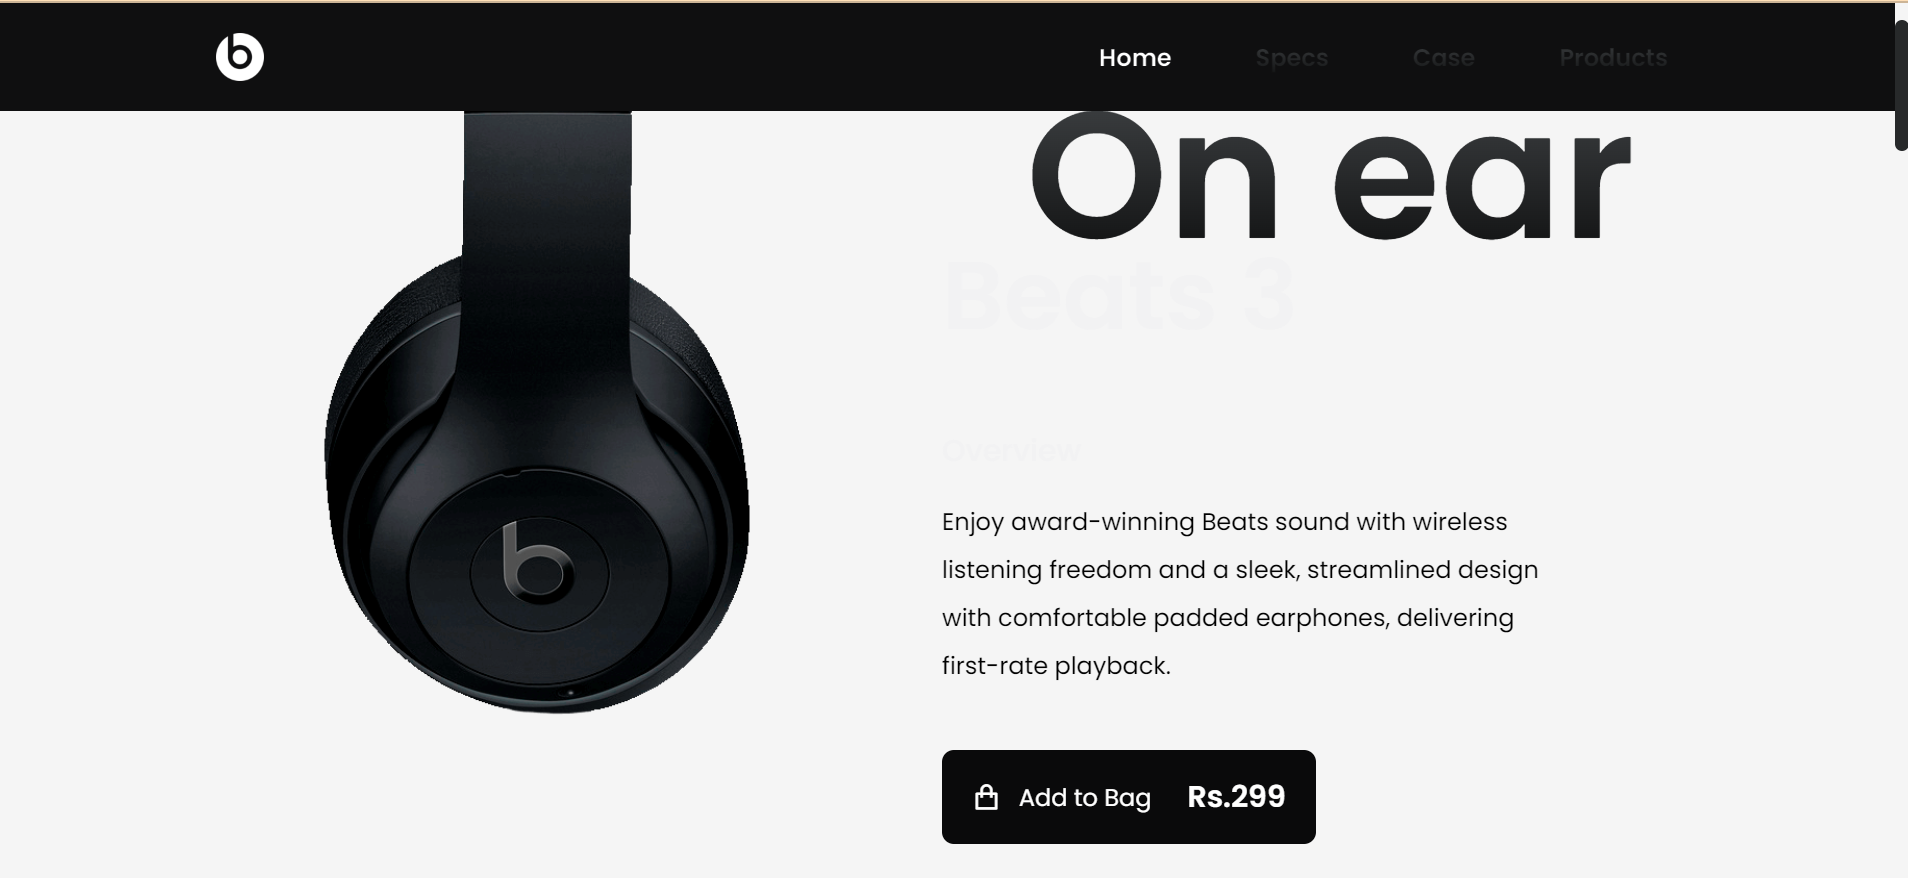 Home Specs Case Products
On ear
Beats 3
Overview
Enjoy award-winning Beats sound with wireless
listening freedom and a sleek, streamlined design
with comfortable padded earphones, delivering
first-rate playback.
Add to Bag Rs.299